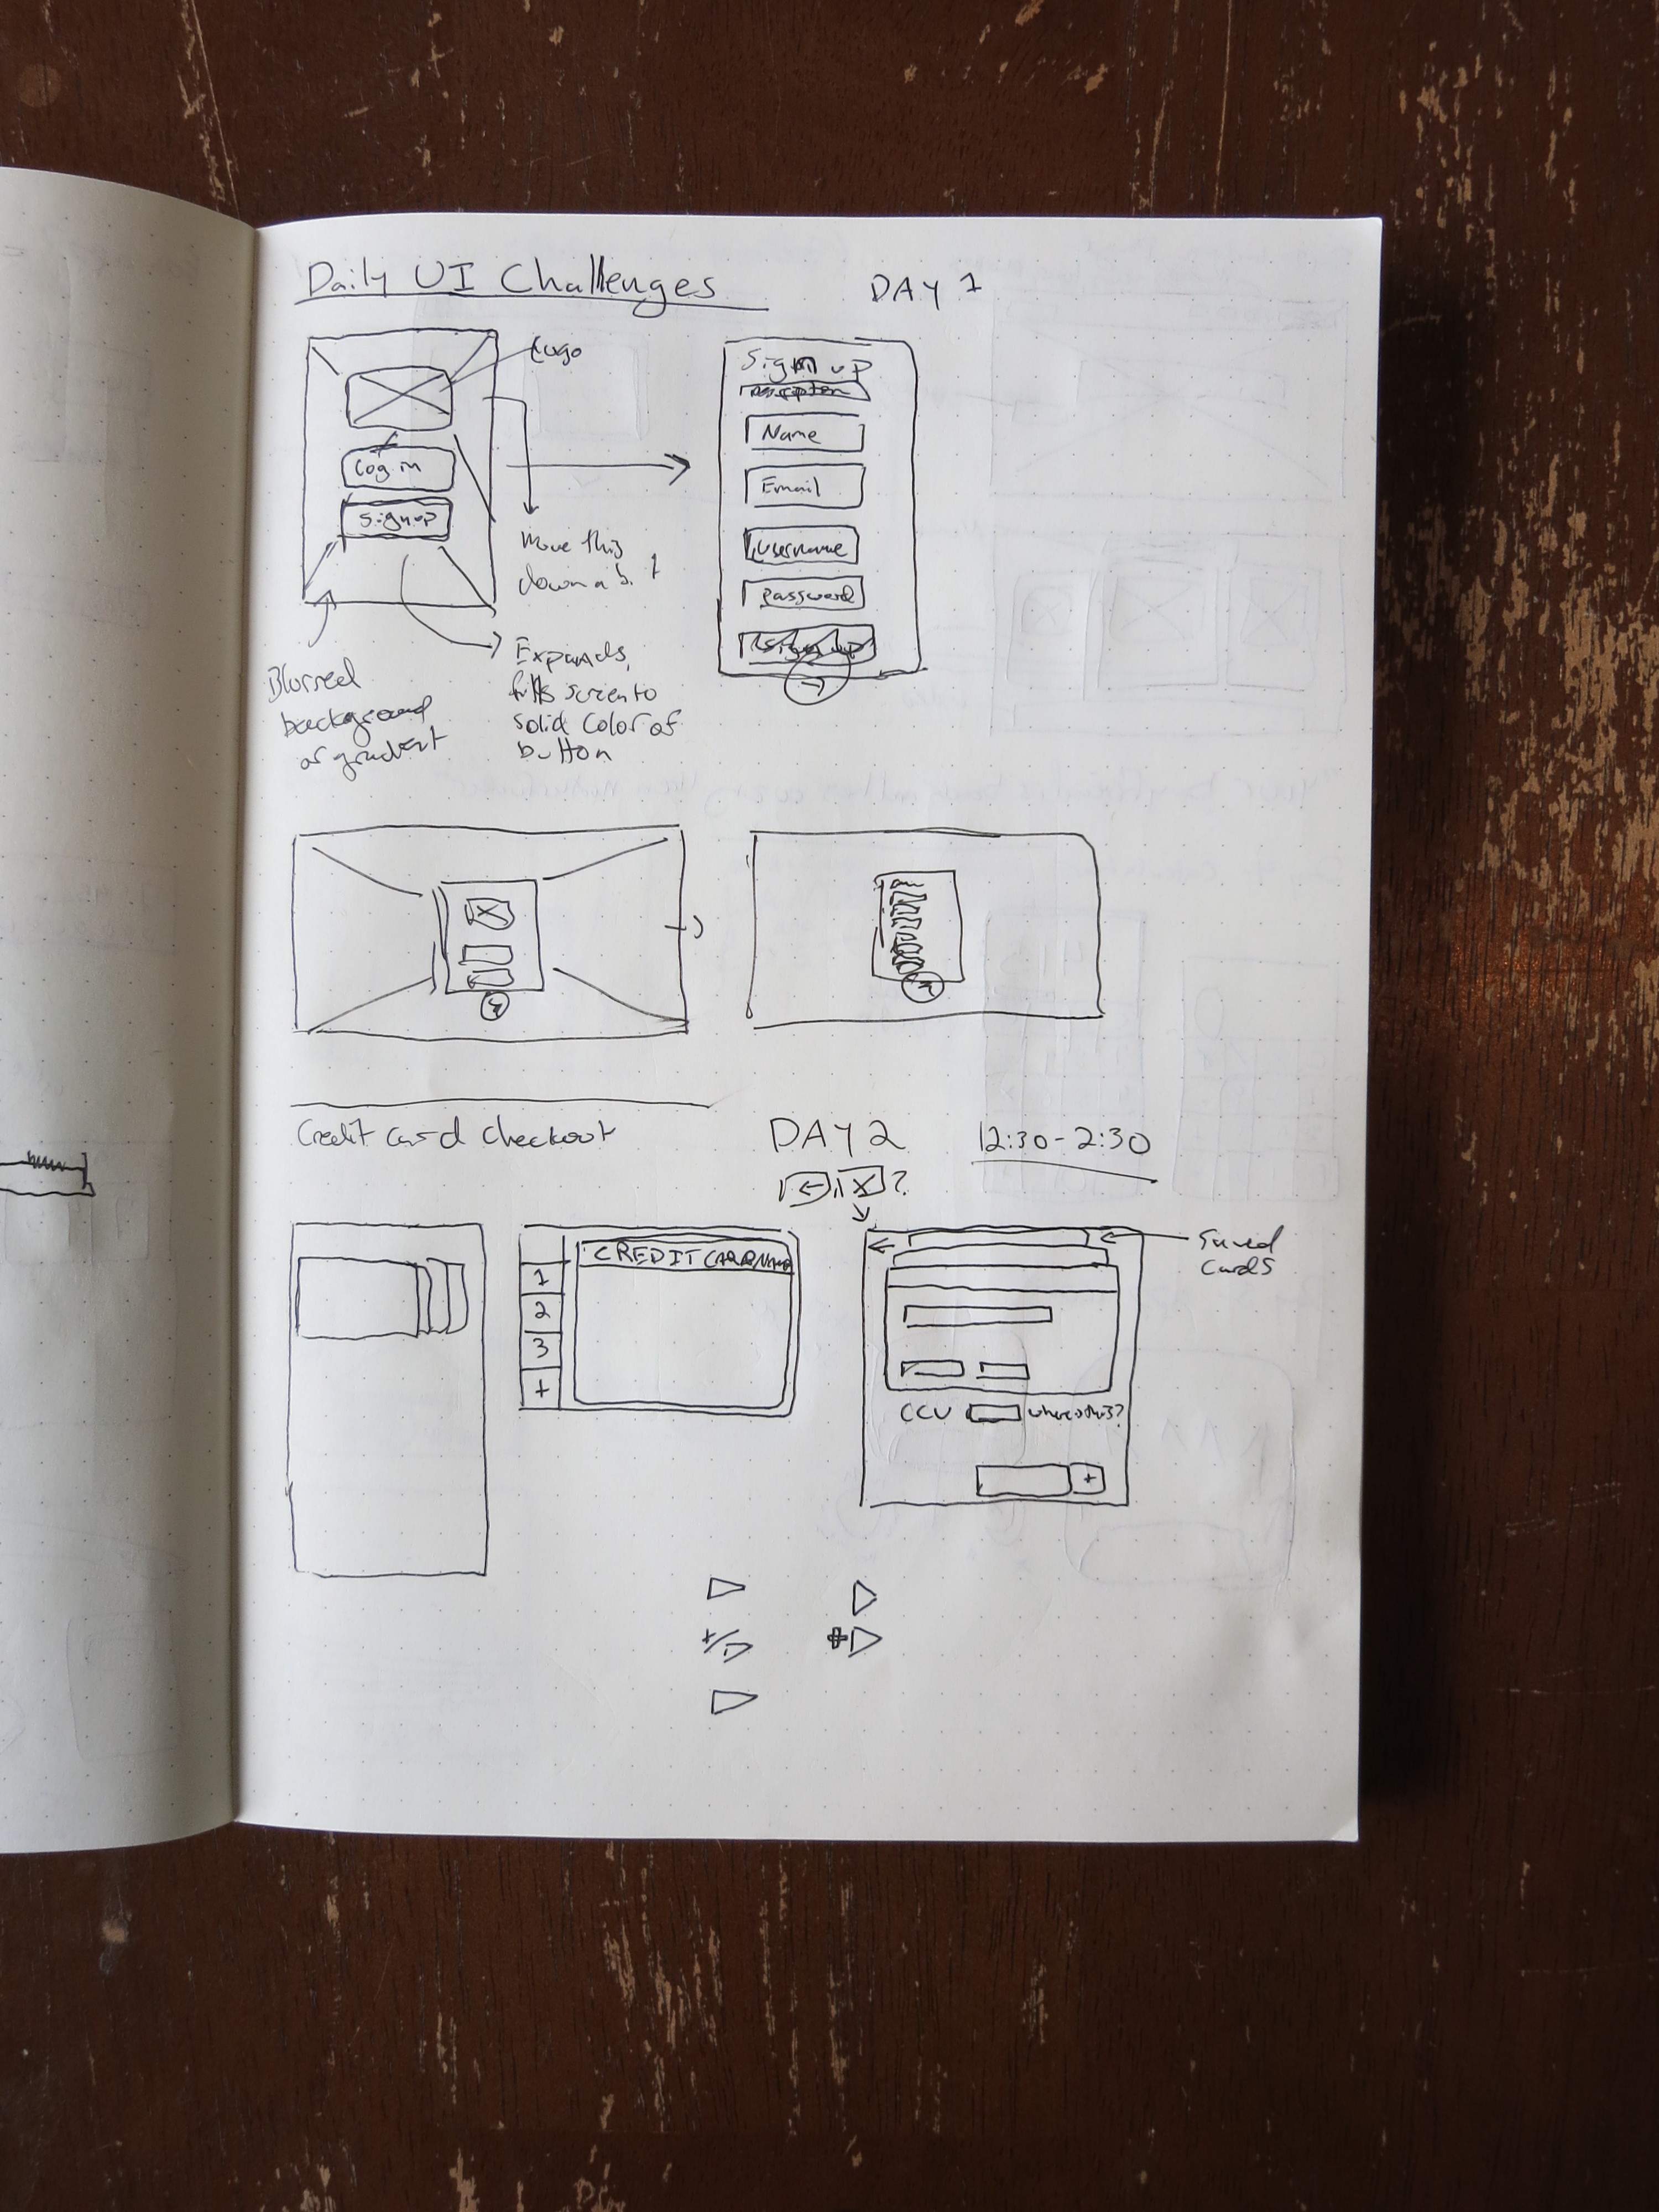 Daily UI Challenges
DAY 1
Logo
Log in
Sign up
Move this
down a bit
Blurred
background
or gradient
Expands,
fills screen to
solid color of
button
Sign up
Name
Email
username
password
Sign up
Credit Card Checkout
DAY 2
12:30-2:30
?
1
2
3
+
CREDIT CARD
Saved
Cards
CCV
where is this?
+
+/